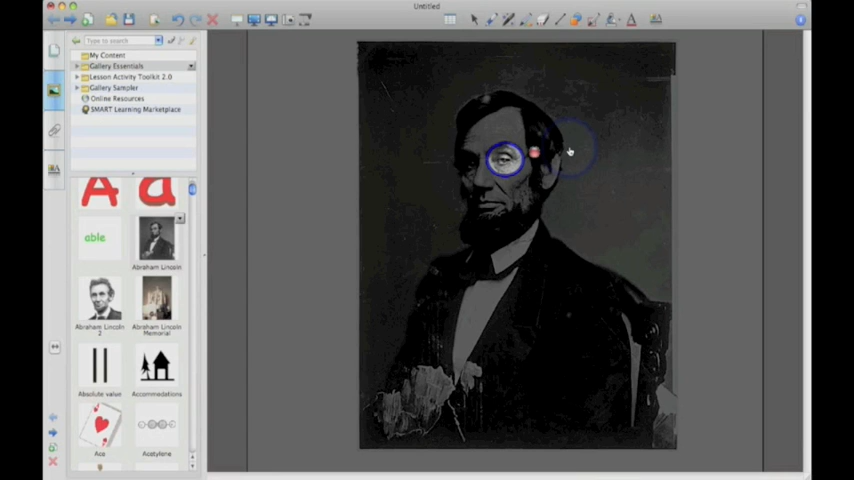 Untitled
Type to search
My Content
Gallery Essentials
Lesson Activity Toolkit 2.0
Gallery Sampler
Online Resources
SMART Learning Marketplace
A a
able
Abraham Lincoln
Abraham Lincoln 2
Abraham Lincoln Memorial
Absolute value
Accommodations
Ace
Acetylene